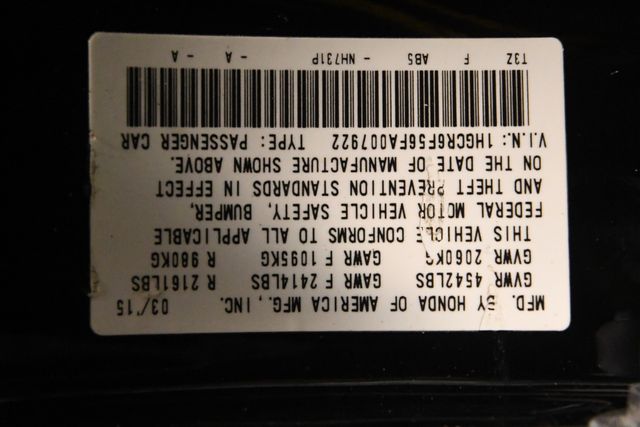 MFD. BY HONDA OF AMERICA MFG., INC. 03/15
GVWR 4542LBS GAWR F 2414LBS R 2161LBS
GVWR 2060KG GAWR F 1095KG R 980KG
THIS VEHICLE CONFORMS TO ALL APPLICABLE
FEDERAL MOTOR VEHICLE SAFETY, BUMPER,
AND THEFT PREVENTION STANDARDS IN EFFECT
ON THE DATE OF MANUFACTURE SHOWN ABOVE.
V.I.N.: 1HGCR6F56FA007922 TYPE: PASSENGER CAR
T3Z F AB5 - NH731P - A - A